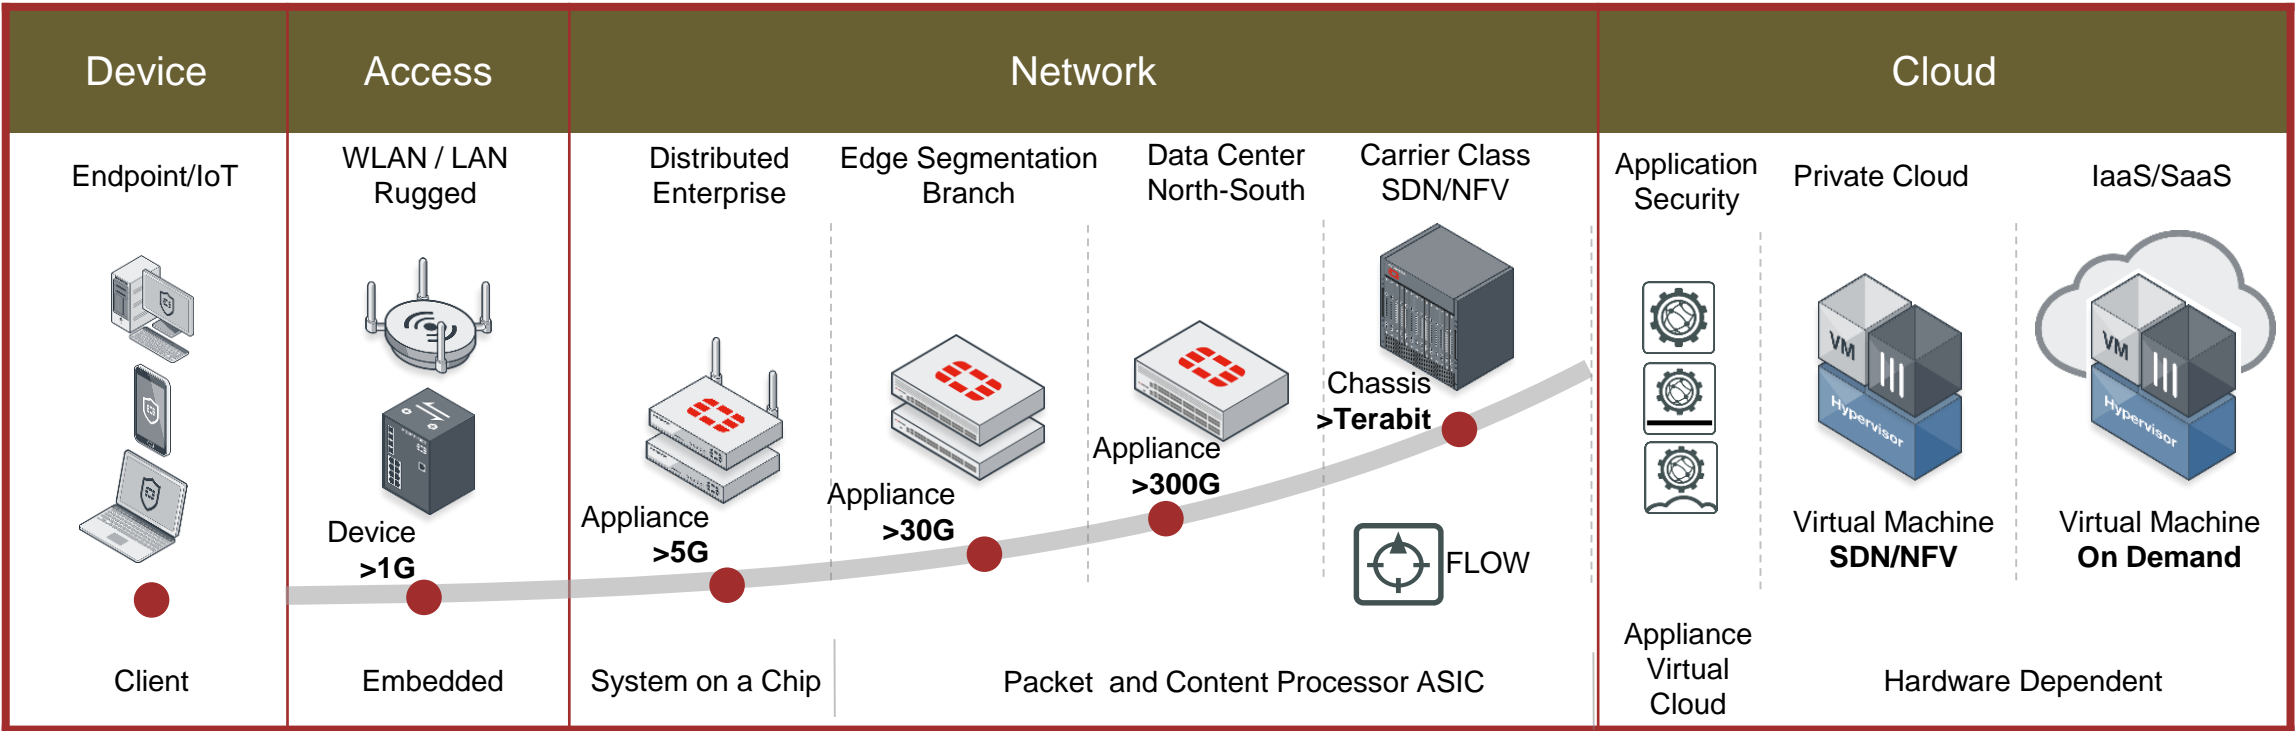 Device
Access
Network
Cloud
Endpoint/IoT
WLAN / LAN
Rugged
Distributed
Enterprise
Edge Segmentation
Branch
Data Center
North-South
Carrier Class
SDN/NFV
Application
Security
Private Cloud
IaaS/SaaS
Device
>1G
Appliance
>5G
Appliance
>30G
Appliance
>300G
Chassis
>Terabit
FLOW
VM
Hypervisor
VM
Hypervisor
Virtual Machine
SDN/NFV
Virtual Machine
On Demand
Client
Embedded
System on a Chip
Packet  and Content Processor ASIC
Appliance
Virtual
Cloud
Hardware Dependent